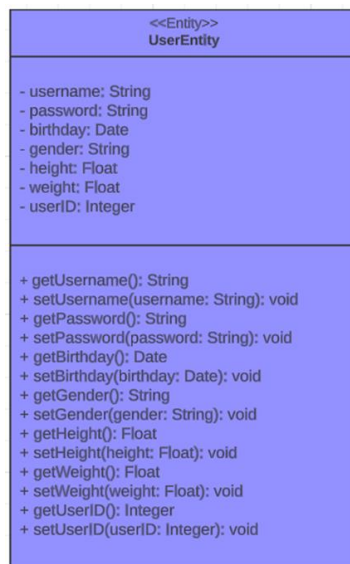 <<Entity>>
UserEntity
- username: String
- password: String
- birthday: Date
- gender: String
- height: Float
- weight: Float
- userID: Integer
+ getUsername(): String
+ setUsername(username: String): void
+ getPassword(): String
+ setPassword(password: String): void
+ getBirthday(): Date
+ setBirthday(birthday: Date): void
+ getGender(): String
+ setGender(gender: String): void
+ getHeight(): Float
+ setHeight(height: Float): void
+ getWeight(): Float
+ setWeight(weight: Float): void
+ getUserID(): Integer
+ setUserID(userID: Integer): void